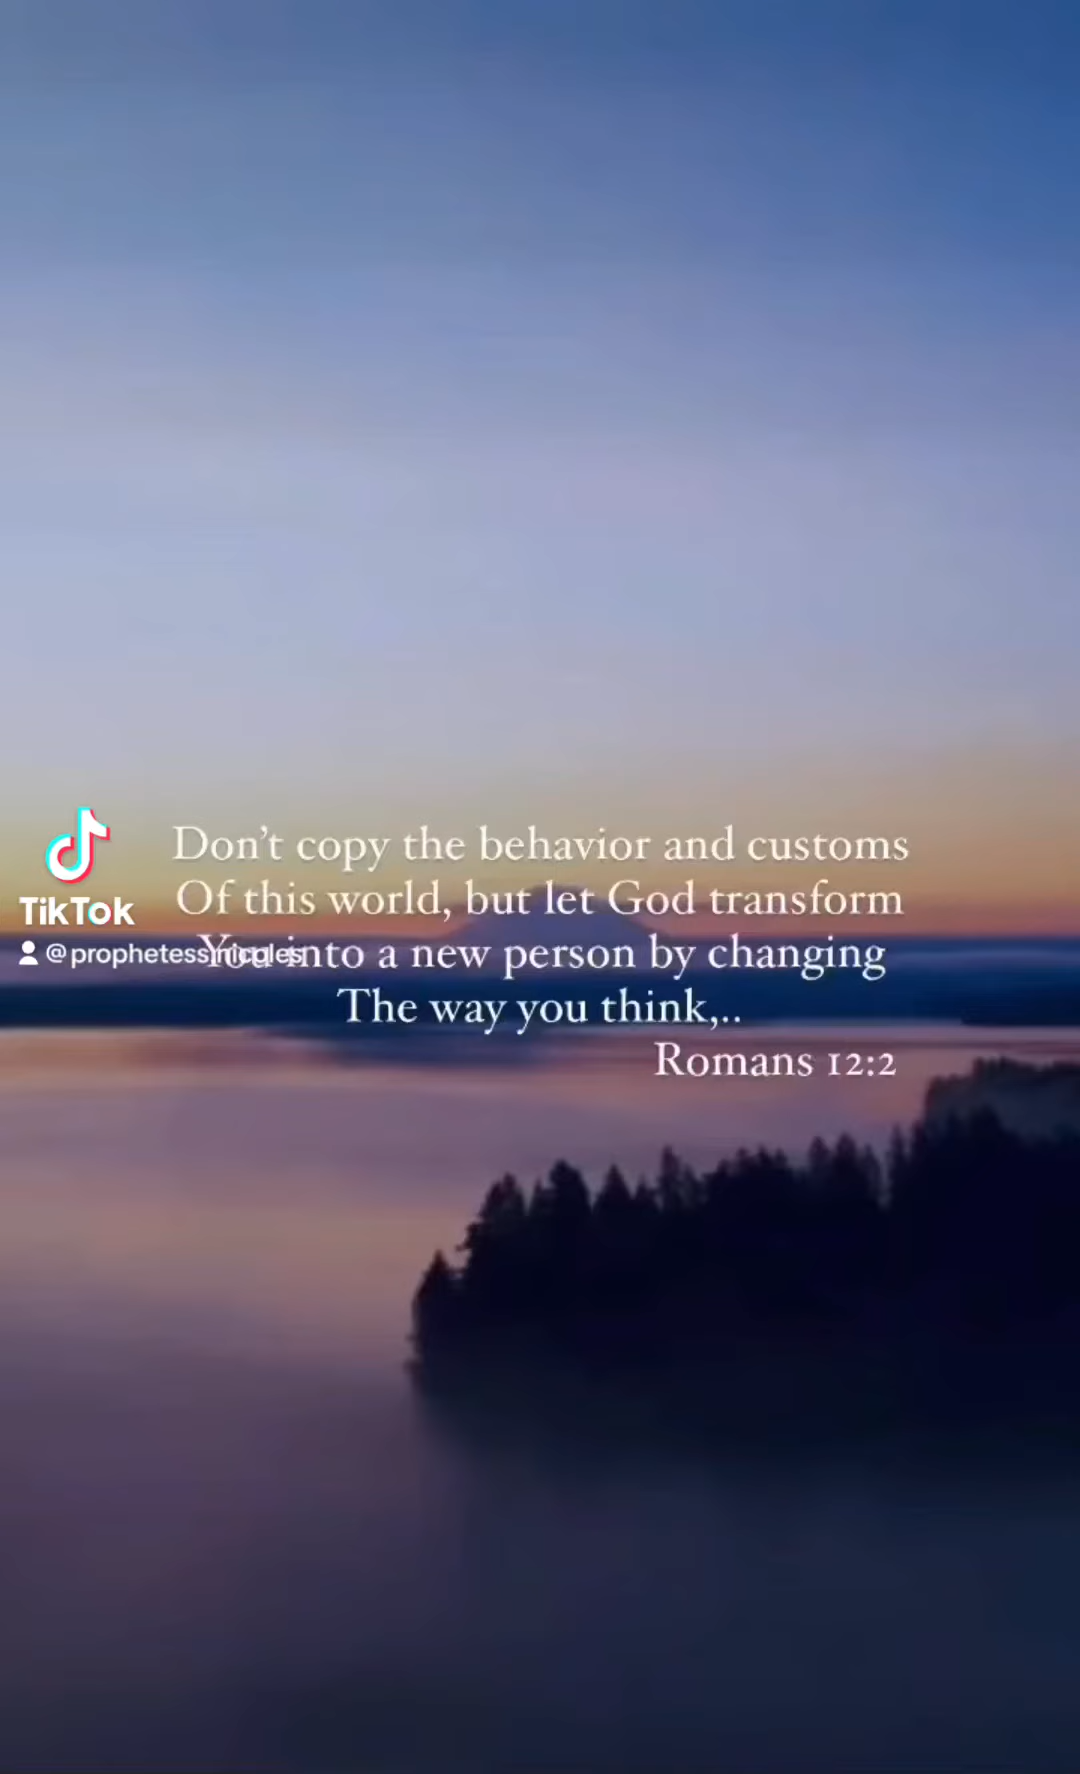 Don't copy the behavior and customs
Of this world, but let God transform
You into a new person by changing
The way you think,..
Romans 12:2
TikTok